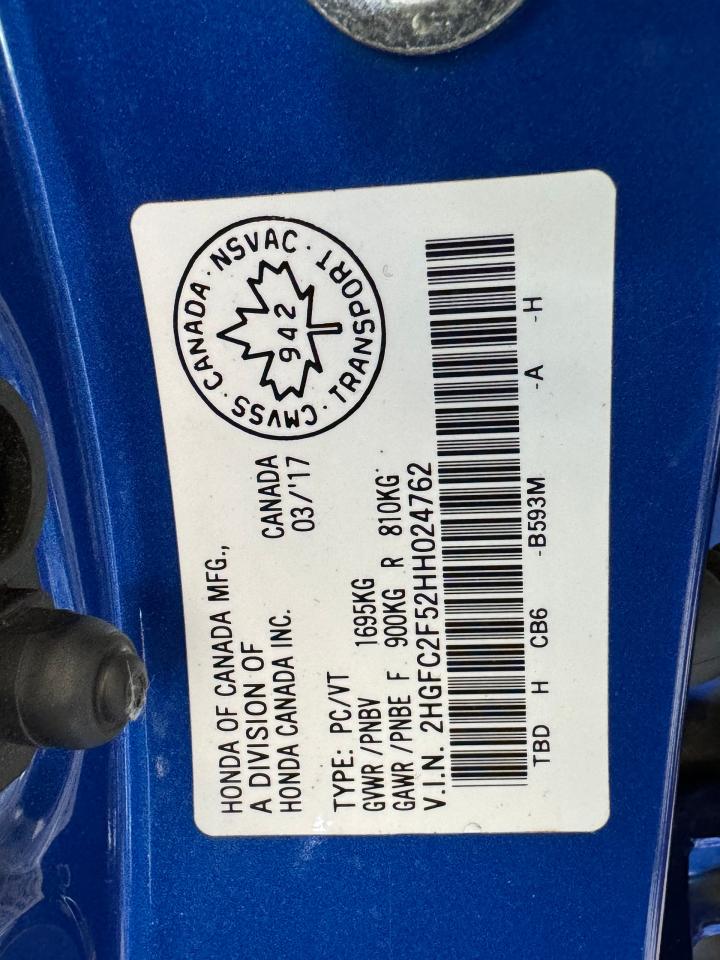 HONDA OF CANADA MFG.,
A DIVISION OF
HONDA CANADA INC.
CANADA
03/'17
CMVSS · CANADA · NSVAC · TRANSPORT ·
942
TYPE: PC/VT
GVWR /PNBV 1695KG
GAWR /PNBE F 900KG R 810KG
V.I.N. 2HGFC2F52HH024762
TBD H CB6 -B593M -A -H